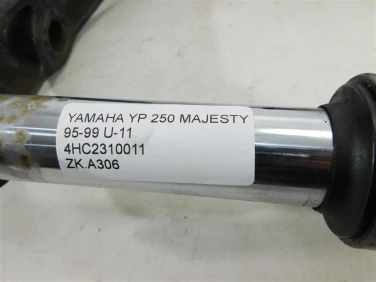 YAMAHA YP 250 MAJESTY
95-99 U-11
4HC2310011
ZK.A306